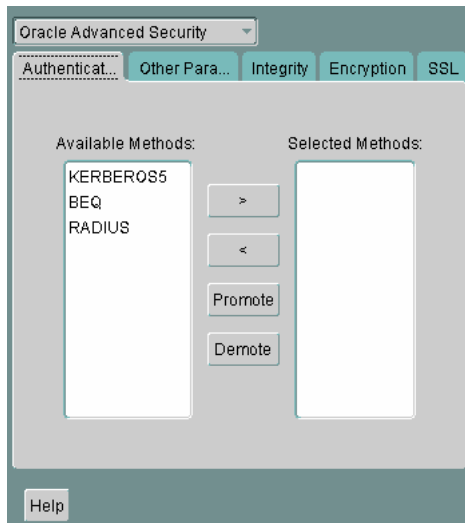 Oracle Advanced Security
Authenticat... Other Para... Integrity Encryption SSL
Available Methods: Selected Methods:
KERBEROS5
BEQ
RADIUS
>
<
Promote
Demote
Help